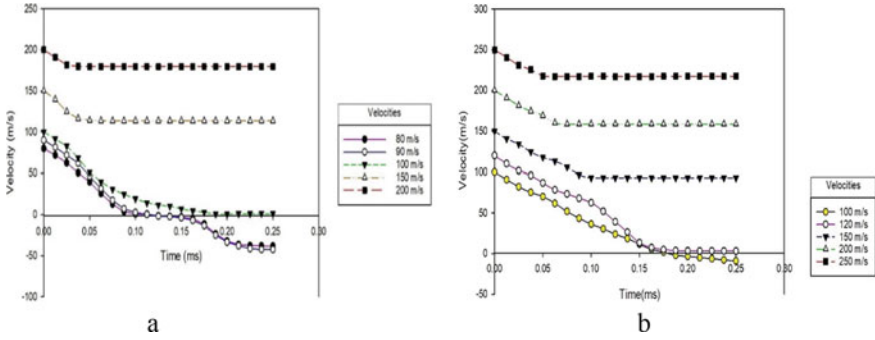 250
200
150
100
50
0
-50
-100
Velocity (m/s)
0.00 0.05 0.10 0.15 0.20 0.25 0.30
Time (ms)
Velocities
80 m/s
90 m/s
100 m/s
150 m/s
200 m/s
a
300
250
200
150
100
50
0
-50
Velocity(m/s)
0.00 0.05 0.10 0.15 0.20 0.25 0.30
Time(ms)
Velocities
100 m/s
120 m/s
150 m/s
200 m/s
250 m/s
b